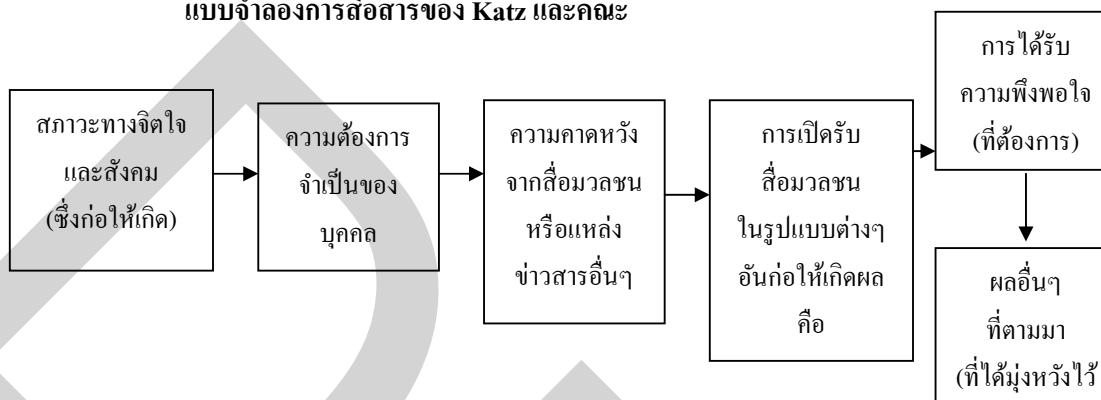 แบบจำลองการสื่อสารของ Katz และคณะ
สภาวะทางจิตใจ
และสังคม
(ซึ่งก่อให้เกิด)
ความต้องการ
จำเป็นของ
บุคคล
ความคาดหวัง
จากสื่อมวลชน
หรือแหล่ง
ข่าวสารอื่นๆ
การเปิดรับ
สื่อมวลชน
ในรูปแบบต่างๆ
อันก่อให้เกิดผล
คือ
การได้รับ
ความพึงพอใจ
(ที่ต้องการ)
ผลอื่นๆ
ที่ตามมา
(ที่ได้มุ่งหวังไว้